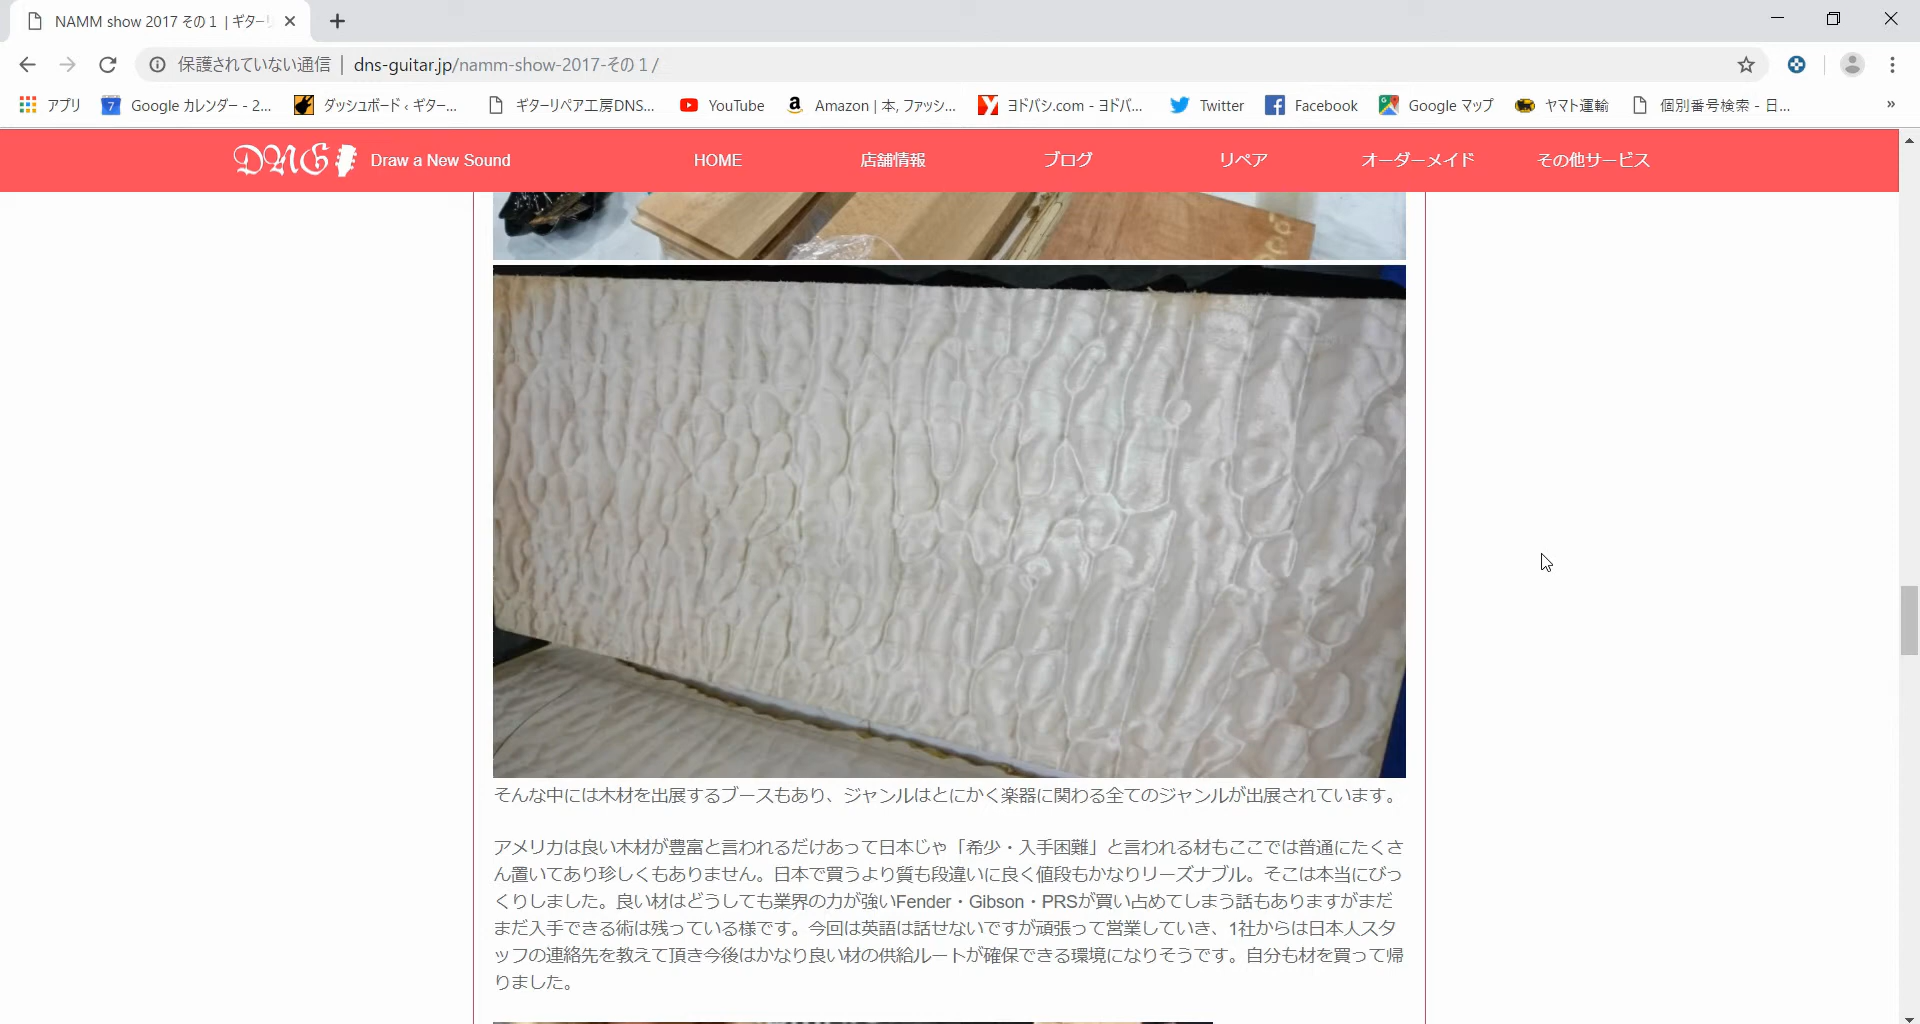 NAMM show 2017 その１ | ギター
保護されていない通信 | dns-guitar.jp/namm-show-2017-その１/
アプリ 7 Google カレンダー - 2... ダッシュボード ‹ ギター... ギターリペア工房DNS... YouTube a Amazon | 本, ファッシ... ヨドバシ.com - ヨドバ... Twitter Facebook Google マップ ヤマト運輸 個別番号検索 - 日... »
DNG Draw a New Sound HOME 店舗情報 ブログ リペア オーダーメイド その他サービス
そんな中には木材を出展するブースもあり、ジャンルはとにかく楽器に関わる全てのジャンルが出展されています。
アメリカは良い木材が豊富と言われるだけあって日本じゃ「希少・入手困難」と言われる材もここでは普通にたくさ
ん置いてあり珍しくもありません。日本で買うより質も段違いに良く値段もかなりリーズナブル。そこは本当にびっ
くりしました。良い材はどうしても業界の力が強いFender・Gibson・PRSが買い占めてしまう話もありますがまだ
まだ入手できる術は残っている様です。今回は英語は話せないですが頑張って営業していき、1社からは日本人スタ
ッフの連絡先を教えて頂き今後はかなり良い材の供給ルートが確保できる環境になりそうです。自分も材を買って帰
りました。